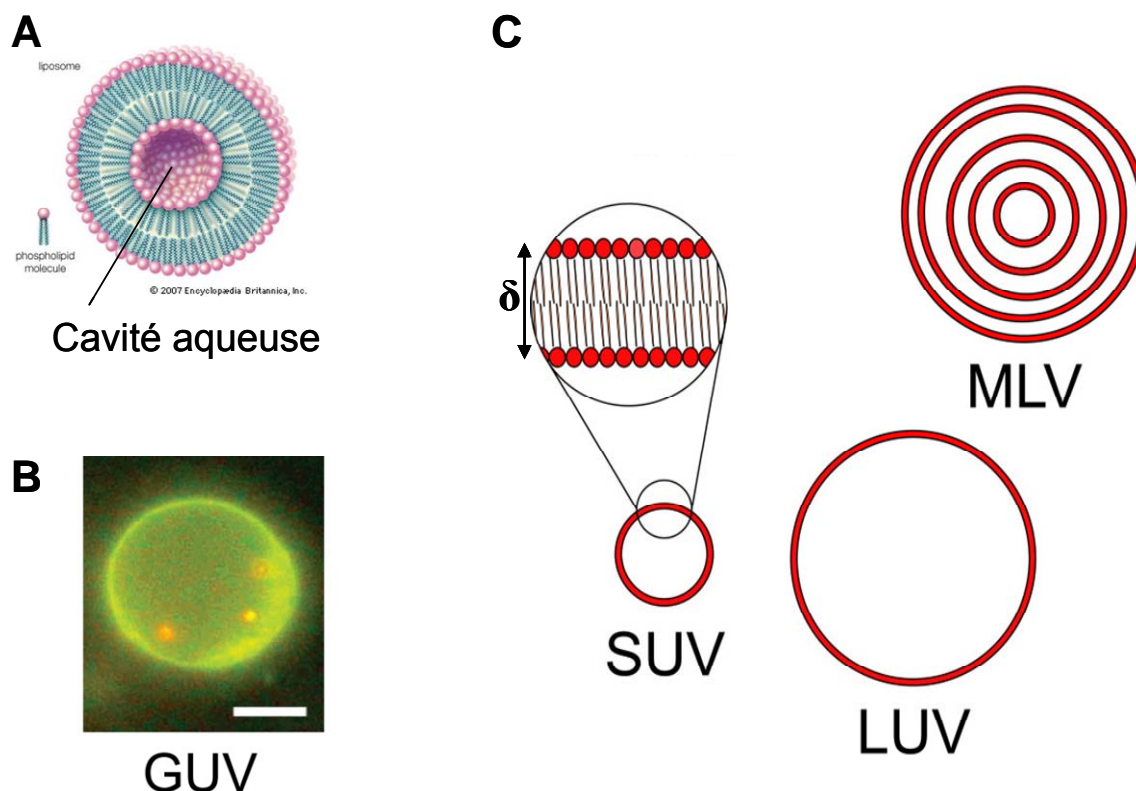 A
liposome
phospholipid
molecule
© 2007 Encyclopædia Britannica, Inc.
Cavité aqueuse
B
GUV
C
δ
MLV
SUV
LUV